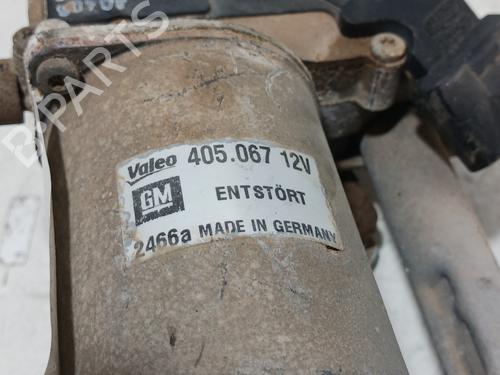 B-PARTS
Valeo 405.067 12V
GM ENTSTÖRT
2466a MADE IN GERMANY